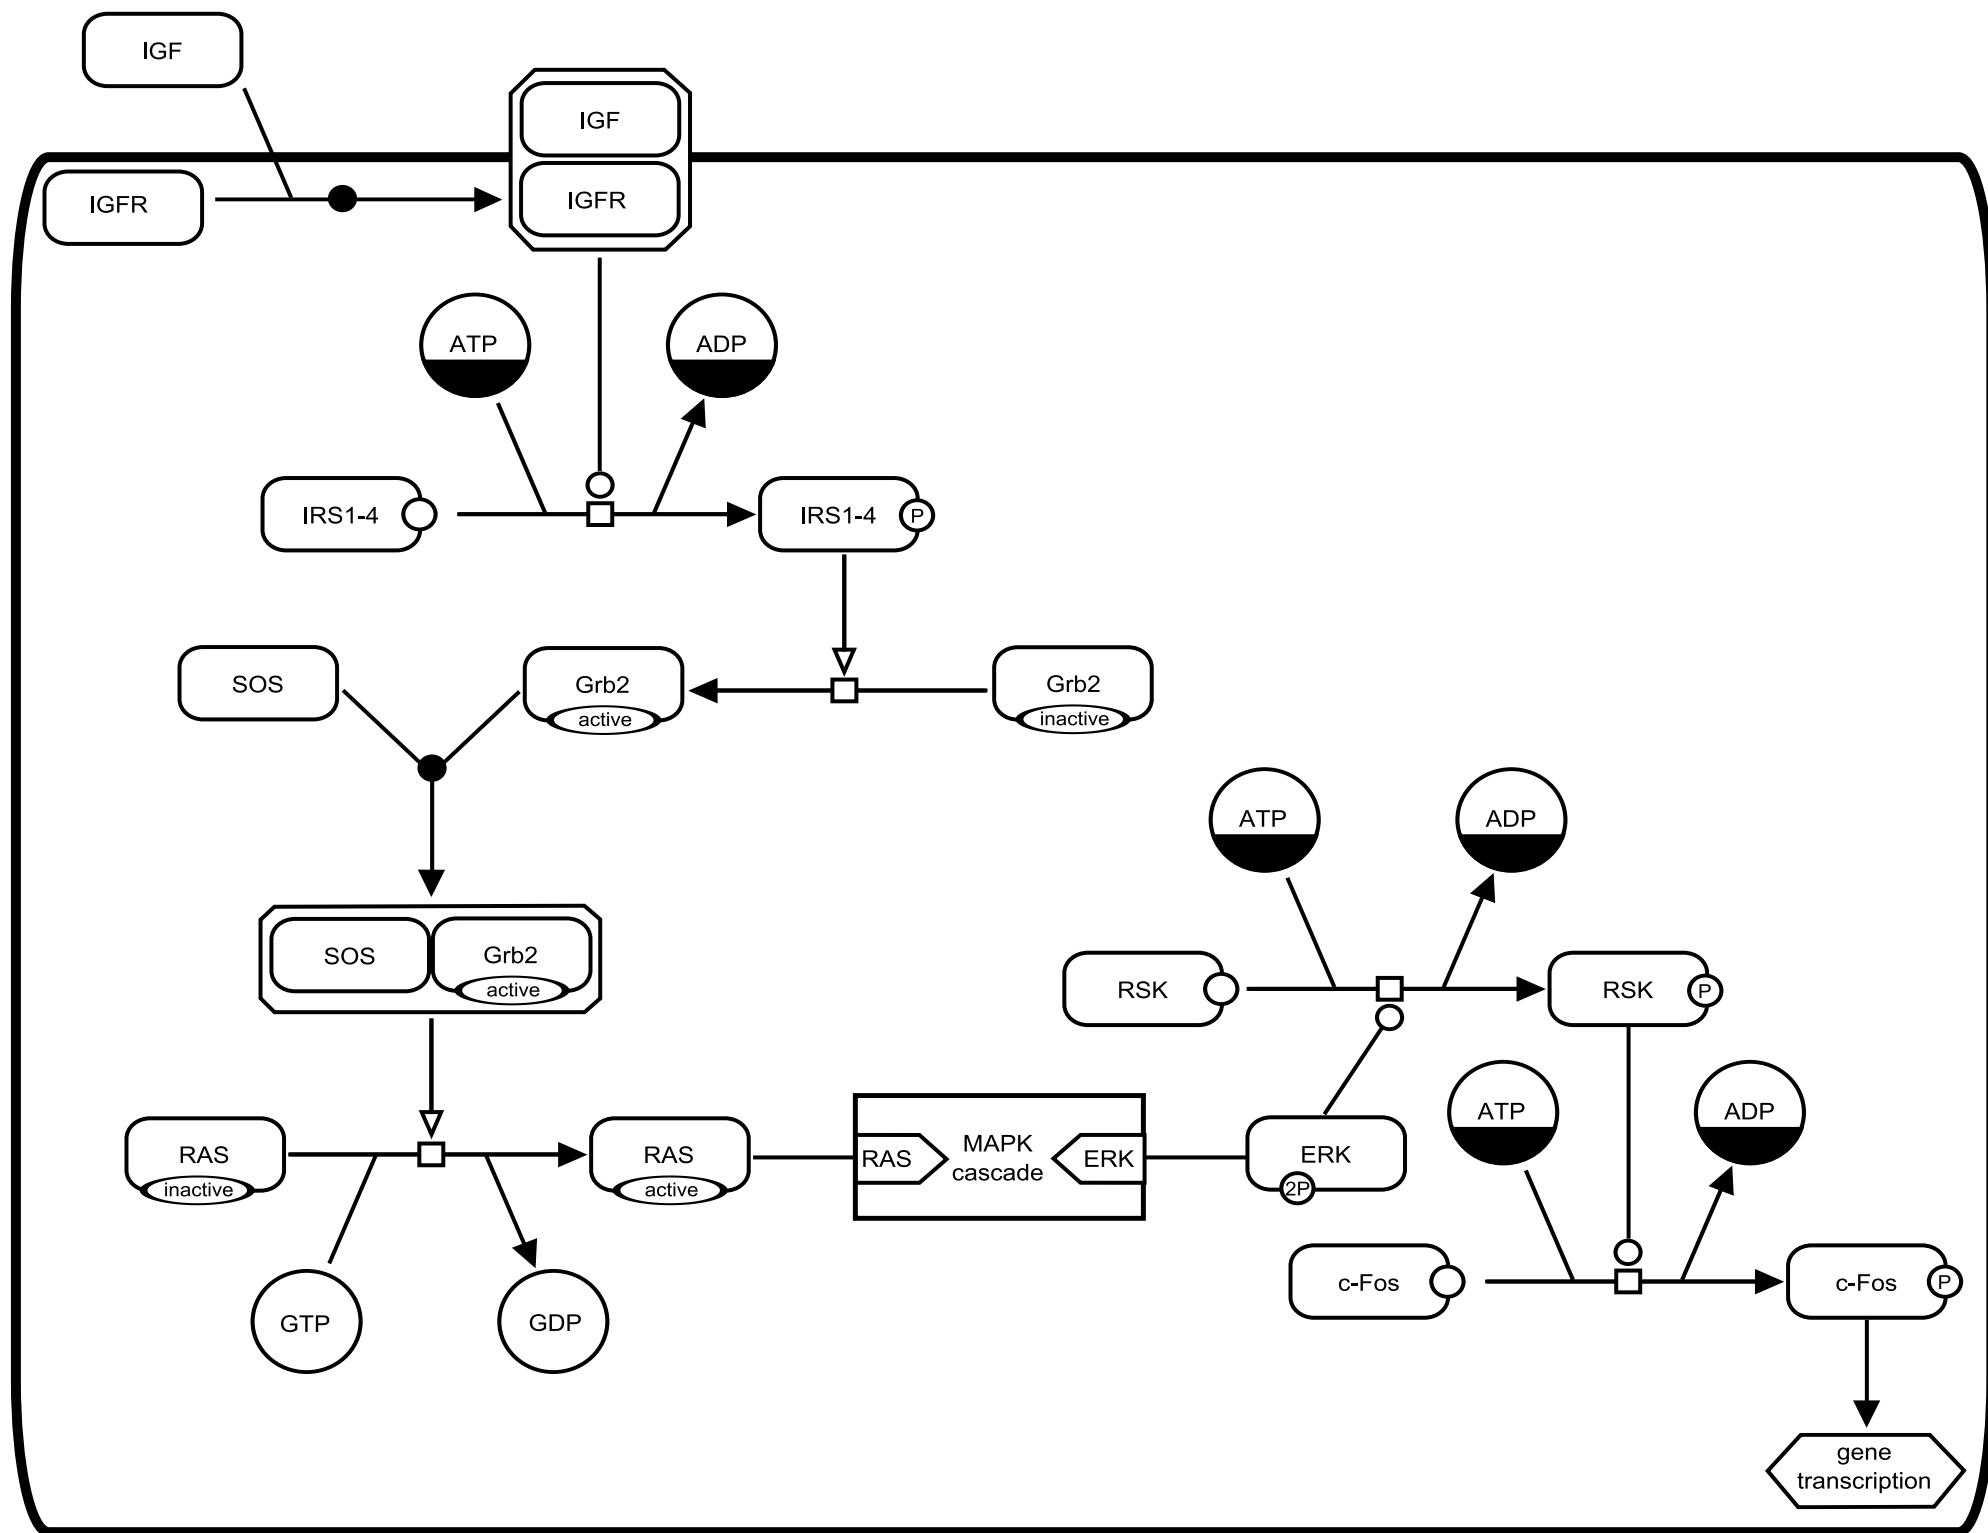 IGF
IGF
IGFR
IGFR
ATP
ADP
IRS1-4
IRS1-4
P
SOS
Grb2
active
Grb2
inactive
ATP
ADP
SOS
Grb2
active
RSK
RSK
P
ATP
ADP
RAS
inactive
RAS
active
RAS
MAPK
cascade
ERK
ERK
2P
c-Fos
c-Fos
P
GTP
GDP
gene
transcription